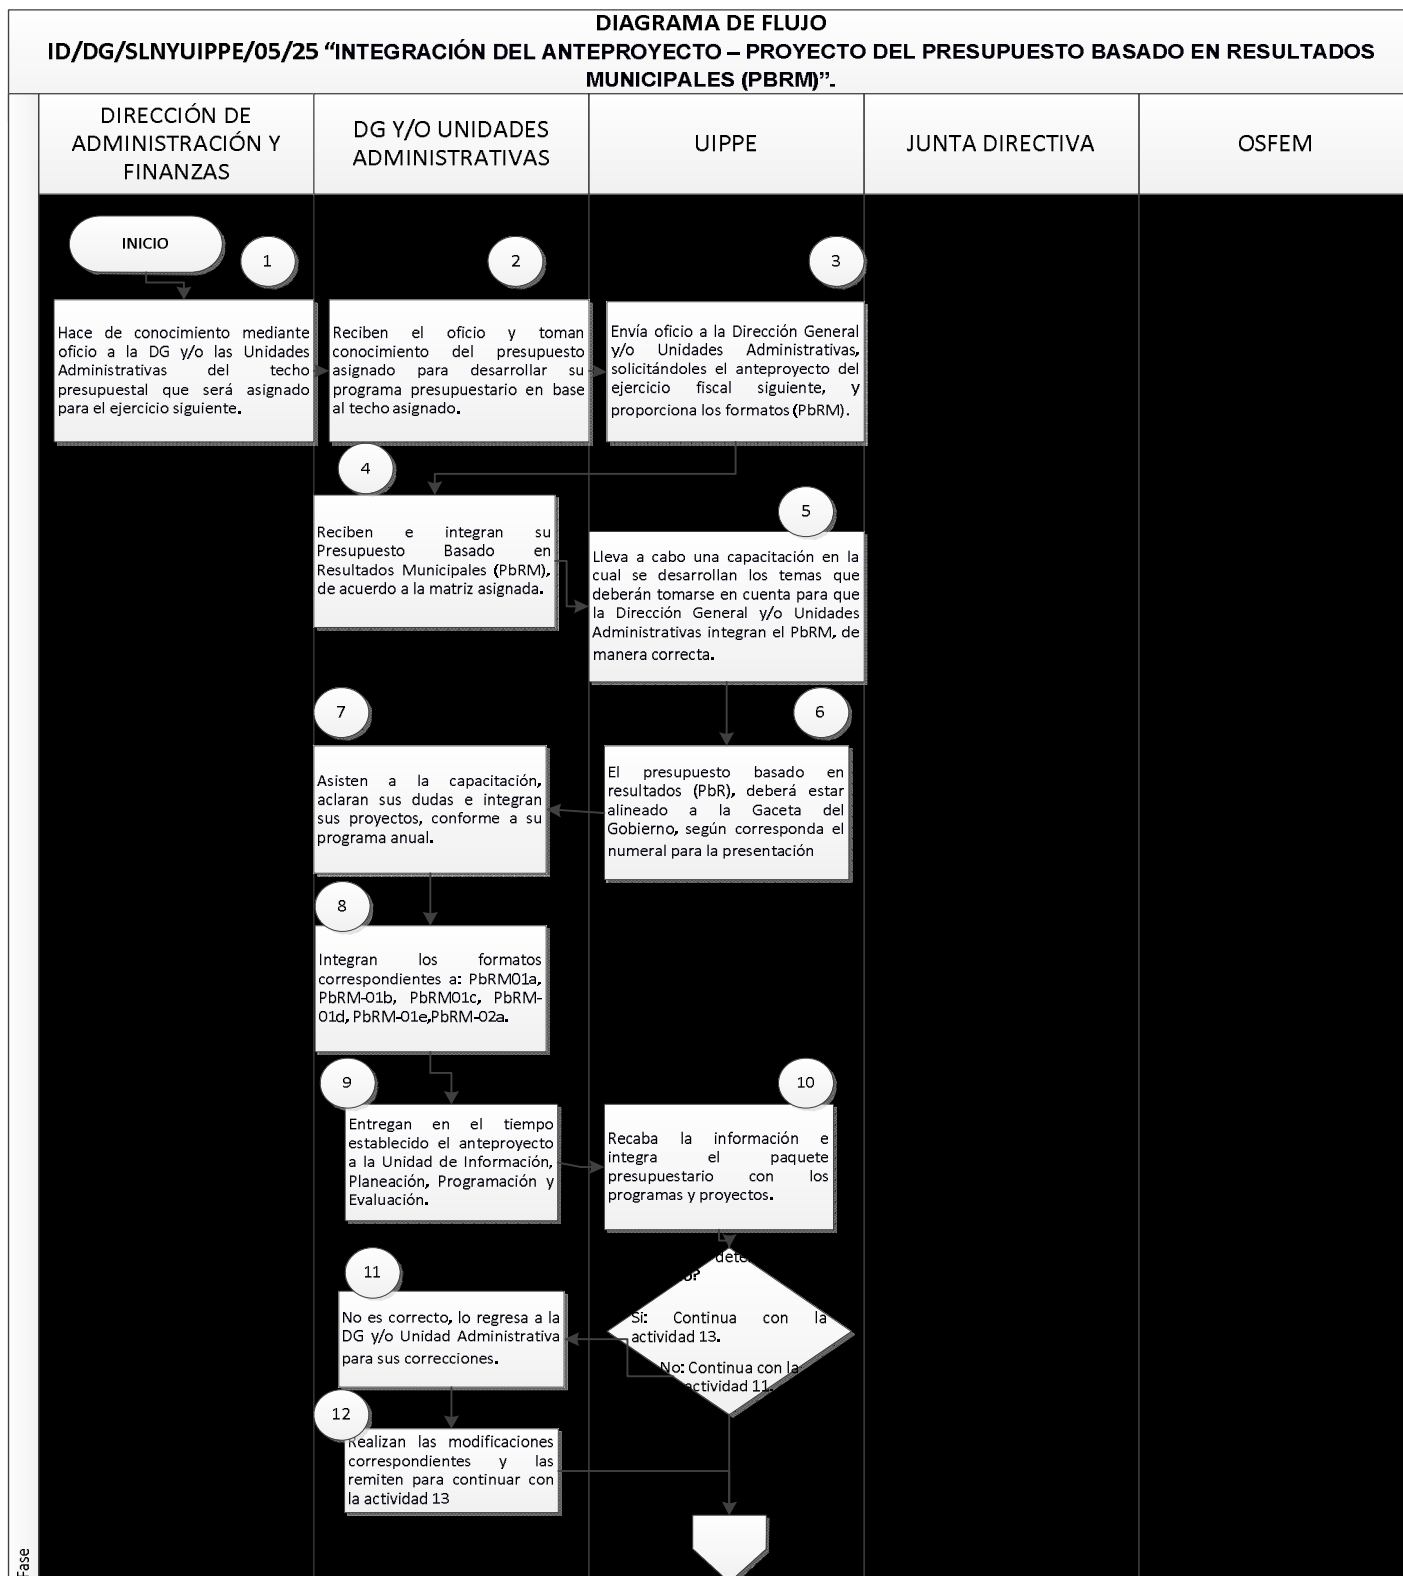 DIAGRAMA DE FLUJO
ID/DG/SLNYUIPPE/05/25 “INTEGRACIÓN DEL ANTEPROYECTO – PROYECTO DEL PRESUPUESTO BASADO EN RESULTADOS
MUNICIPALES (PBRM)”.
DIRECCIÓN DE
ADMINISTRACIÓN Y
FINANZAS
DG Y/O UNIDADES
ADMINISTRATIVAS
UIPPE
JUNTA DIRECTIVA
OSFEM
INICIO
1
Hace de conocimiento mediante
oficio a la DG y/o las Unidades
Administrativas del techo
presupuestal que será asignado
para el ejercicio siguiente.
2
Reciben el oficio y toman
conocimiento del presupuesto
asignado para desarrollar su
programa presupuestario en base
al techo asignado.
3
Envía oficio a la Dirección General
y/o Unidades Administrativas,
solicitándoles el anteproyecto del
ejercicio fiscal siguiente, y
proporciona los formatos (PbRM).
4
Reciben e integran su
Presupuesto Basado en
Resultados Municipales (PbRM),
de acuerdo a la matriz asignada.
5
Lleva a cabo una capacitación en la
cual se desarrollan los temas que
deberán tomarse en cuenta para que
la Dirección General y/o Unidades
Administrativas integran el PbRM, de
manera correcta.
6
El presupuesto basado en
resultados (PbR), deberá estar
alineado a la Gaceta del
Gobierno, según corresponda el
numeral para la presentación
7
Asisten a la capacitación,
aclaran sus dudas e integran
sus proyectos, conforme a su
programa anual.
8
Integran los formatos
correspondientes a: PbRM01a,
PbRM-01b, PbRM01c, PbRM-
01d, PbRM-01e,PbRM-02a.
9
Entregan en el tiempo
establecido el anteproyecto
a la Unidad de Información,
Planeación, Programación y
Evaluación.
10
Recaba la información e
integra el paquete
presupuestario con los
programas y proyectos.
Si: Continua con la
actividad 13.
No: Continua con la
actividad 11.
11
No es correcto, lo regresa a la
DG y/o Unidad Administrativa
para sus correcciones.
12
Realizan las modificaciones
correspondientes y las
remiten para continuar con
la actividad 13
Fase